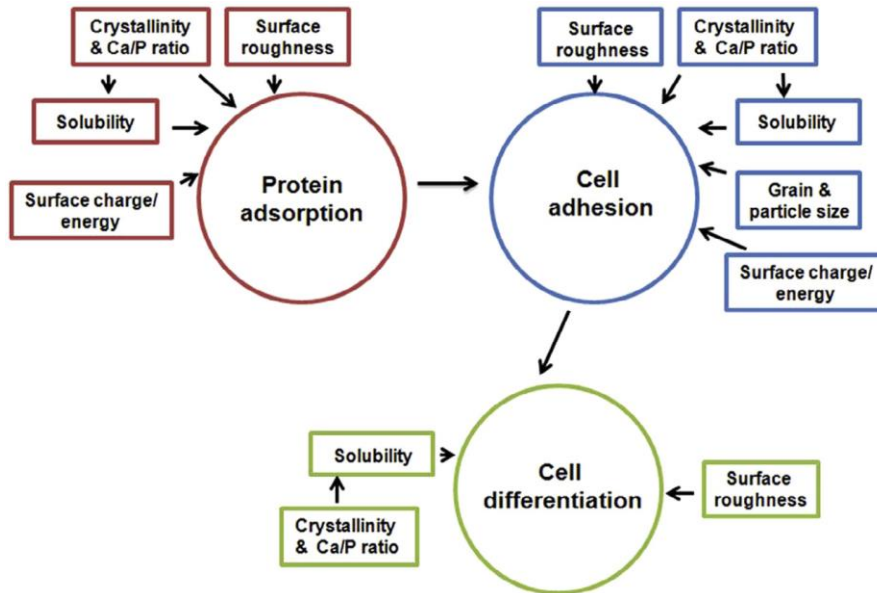 Crystallinity
& Ca/P ratio
Surface
roughness
Solubility
Surface charge/
energy
Protein
adsorption
Surface
roughness
Crystallinity
& Ca/P ratio
Solubility
Grain &
particle size
Surface charge/
energy
Cell
adhesion
Solubility
Crystallinity
& Ca/P ratio
Cell
differentiation
Surface
roughness